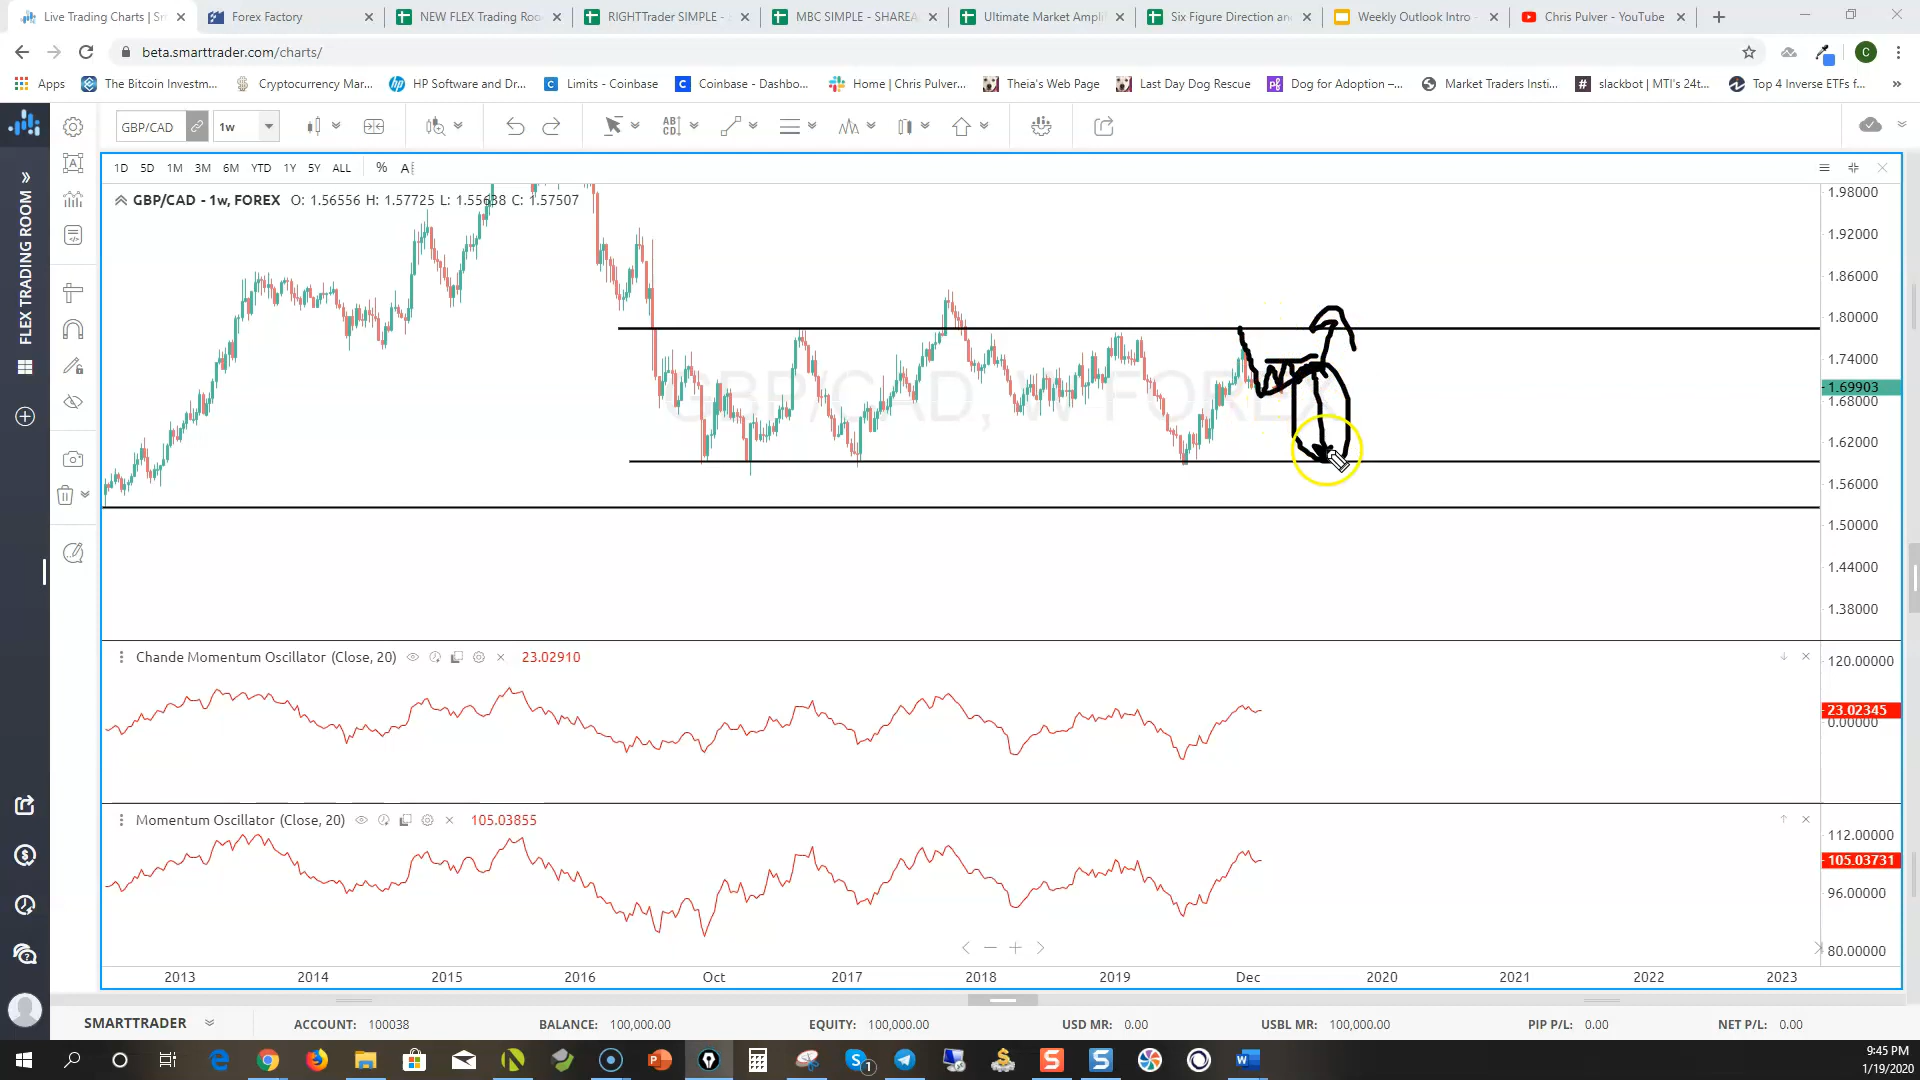 Live Trading Charts | Sm
Forex Factory
NEW FLEX Trading Roo
RIGHTTrader SIMPLE -
MBC SIMPLE - SHAREA
Ultimate Market Ampli
Six Figure Direction an
Weekly Outlook Intro -
Chris Pulver - YouTube
beta.smarttrader.com/charts/
C
Apps
The Bitcoin Investm...
Cryptocurrency Mar...
HP Software and Dr...
Limits - Coinbase
Coinbase - Dashbo...
Home | Chris Pulver...
Theia's Web Page
Last Day Dog Rescue
Dog for Adoption –...
Market Traders Insti...
slackbot | MTI's 24t...
Top 4 Inverse ETFs f...
GBP/CAD
1w
AB
CD
FLEX TRADING ROOM
1D 5D 1M 3M 6M YTD 1Y 5Y ALL % A
GBP/CAD - 1w, FOREX O: 1.56556 H: 1.57725 L: 1.55638 C: 1.57507
GBP/CAD, W FOREX
1.98000
1.92000
1.86000
1.80000
1.74000
1.69903
1.68000
1.62000
1.56000
1.50000
1.44000
1.38000
Chande Momentum Oscillator (Close, 20) 23.02910
120.00000
23.02345
0.00000
Momentum Oscillator (Close, 20) 105.03855
112.00000
105.03731
96.00000
80.00000
2013 2014 2015 2016 Oct 2017 2018 2019 Dec 2020 2021 2022 2023
SMARTTRADER ACCOUNT: 100038 BALANCE: 100,000.00 EQUITY: 100,000.00 USD MR: 0.00 USBL MR: 100,000.00 PIP P/L: 0.00 NET P/L: 0.00
9:45 PM
1/19/2020